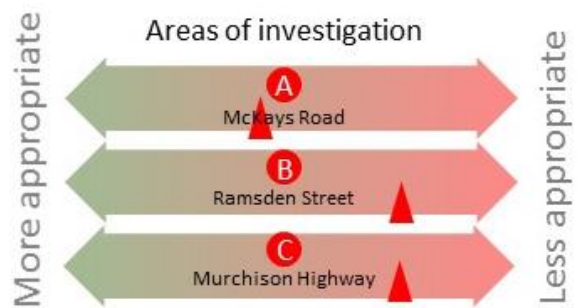 Areas of investigation
More appropriate
A
McKays Road
B
Ramsden Street
C
Murchison Highway
Less appropriate